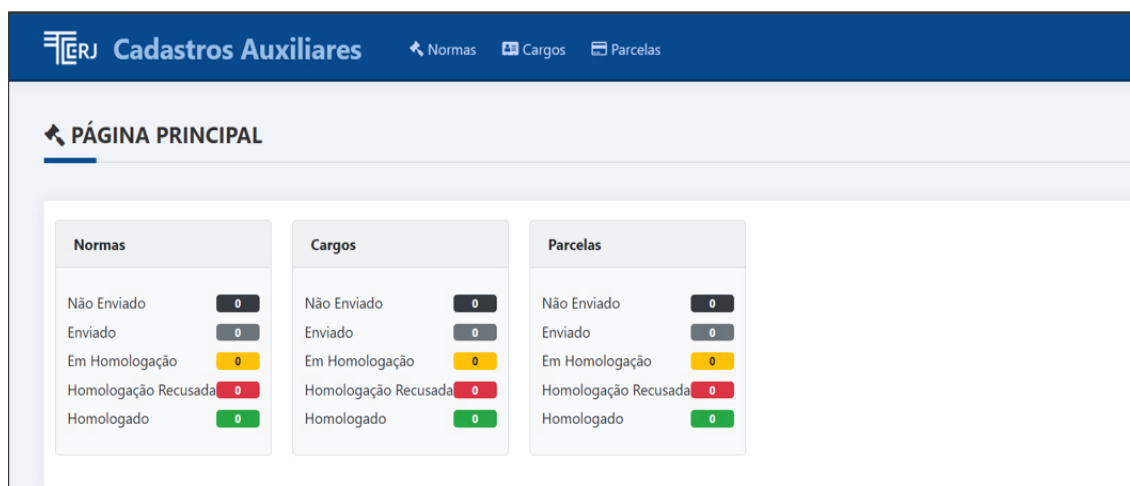 TCERJ Cadastros Auxiliares Normas Cargos Parcelas
PÁGINA PRINCIPAL
Normas
Não Enviado 0
Enviado 0
Em Homologação 0
Homologação Recusada 0
Homologado 0
Cargos
Não Enviado 0
Enviado 0
Em Homologação 0
Homologação Recusada 0
Homologado 0
Parcelas
Não Enviado 0
Enviado 0
Em Homologação 0
Homologação Recusada 0
Homologado 0